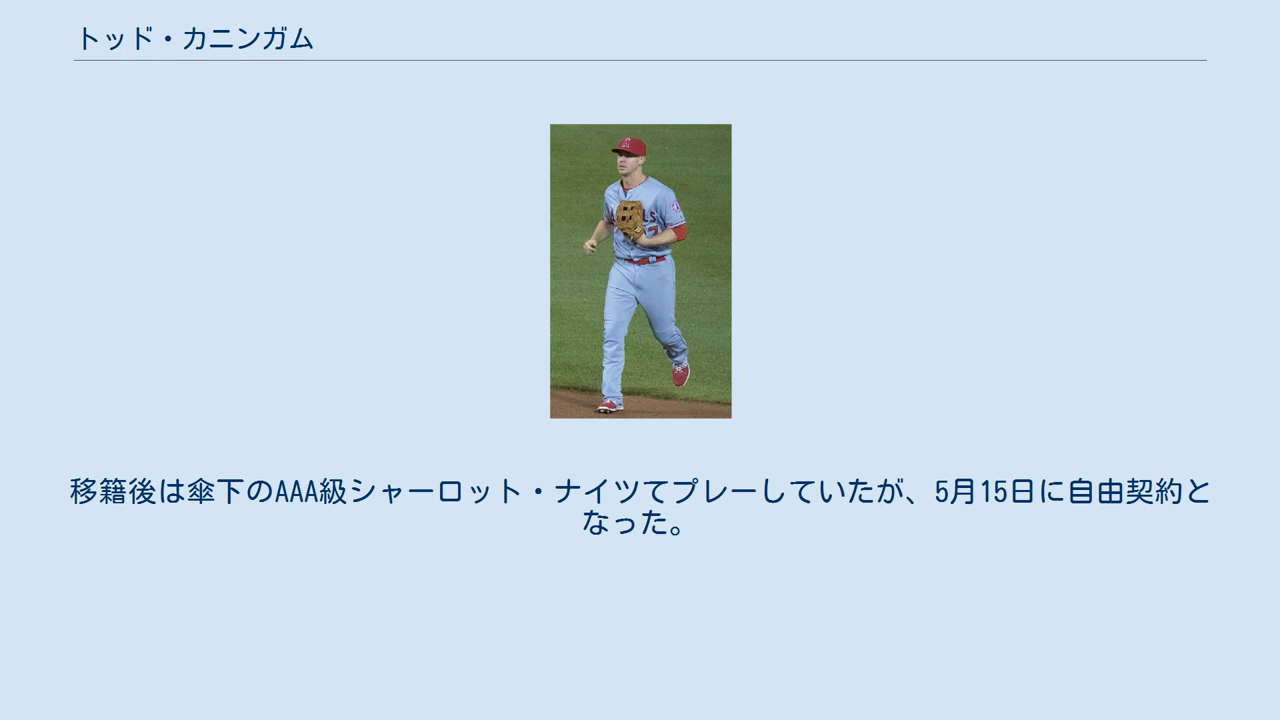 トッド・カニンガム
移籍後は傘下のAAA級シャーロット・ナイツてプレーしていたが、5月15日に自由契約と
なった。